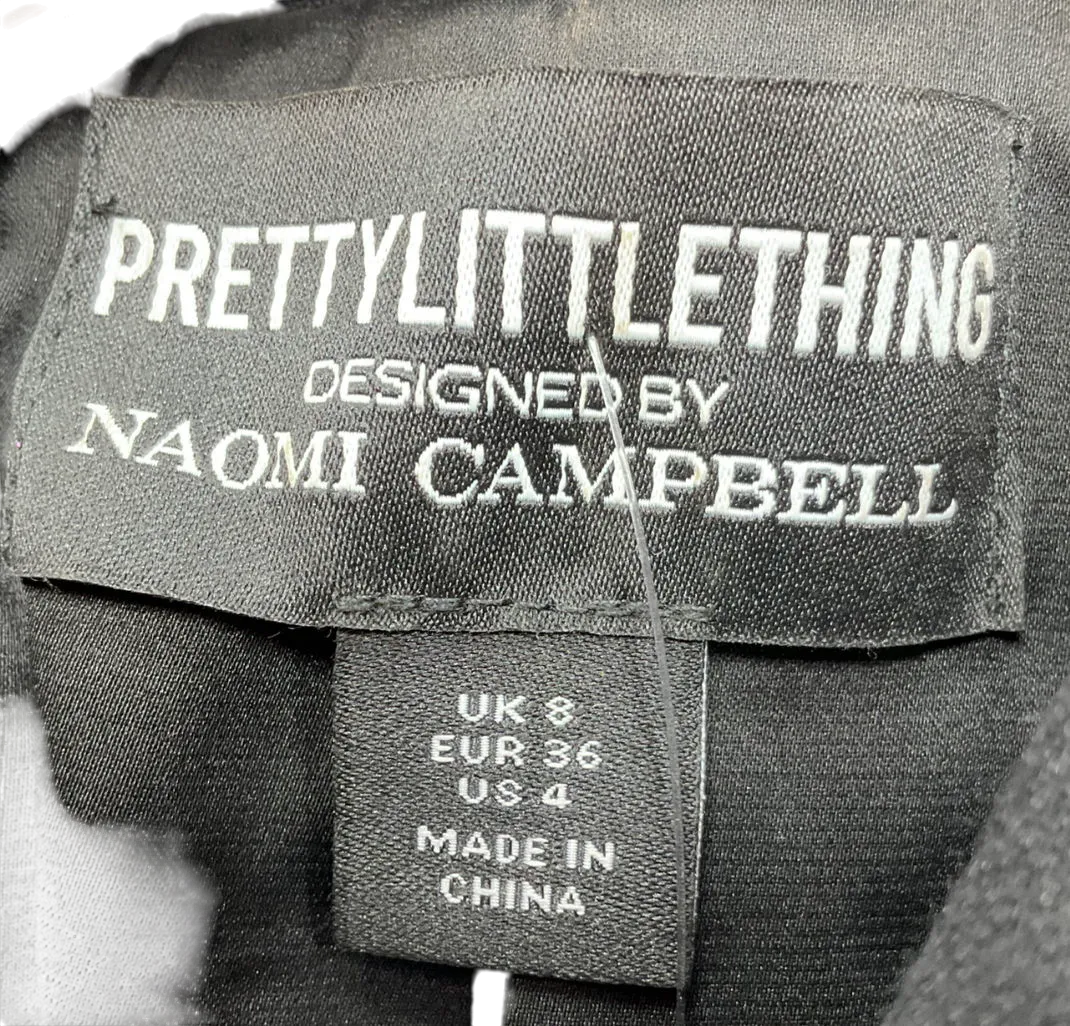 PRETTYLITTLETHING
DESIGNED BY
NAOMI CAMPBELL
UK 8
EUR 36
US 4
MADE IN
CHINA